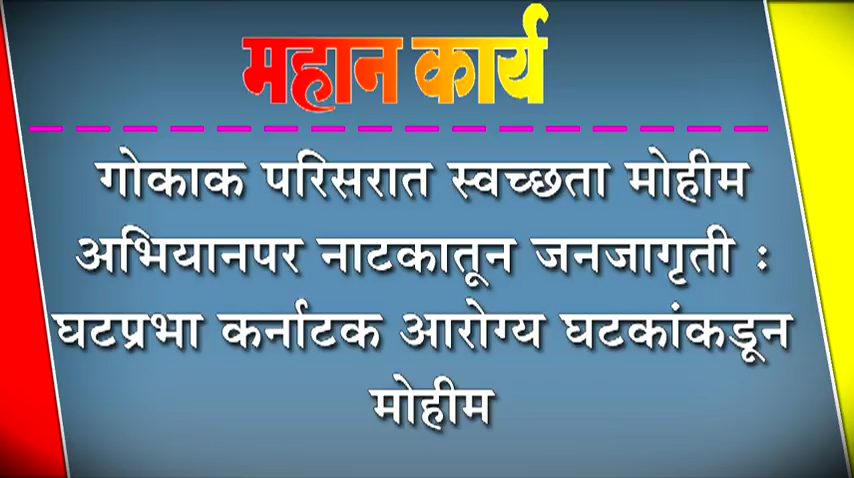 महान कार्य
गोकाक परिसरात स्वच्छता मोहीम
अभियानपर नाटकातून जनजागृती :
घटप्रभा कर्नाटक आरोग्य घटकांकडून
मोहीम